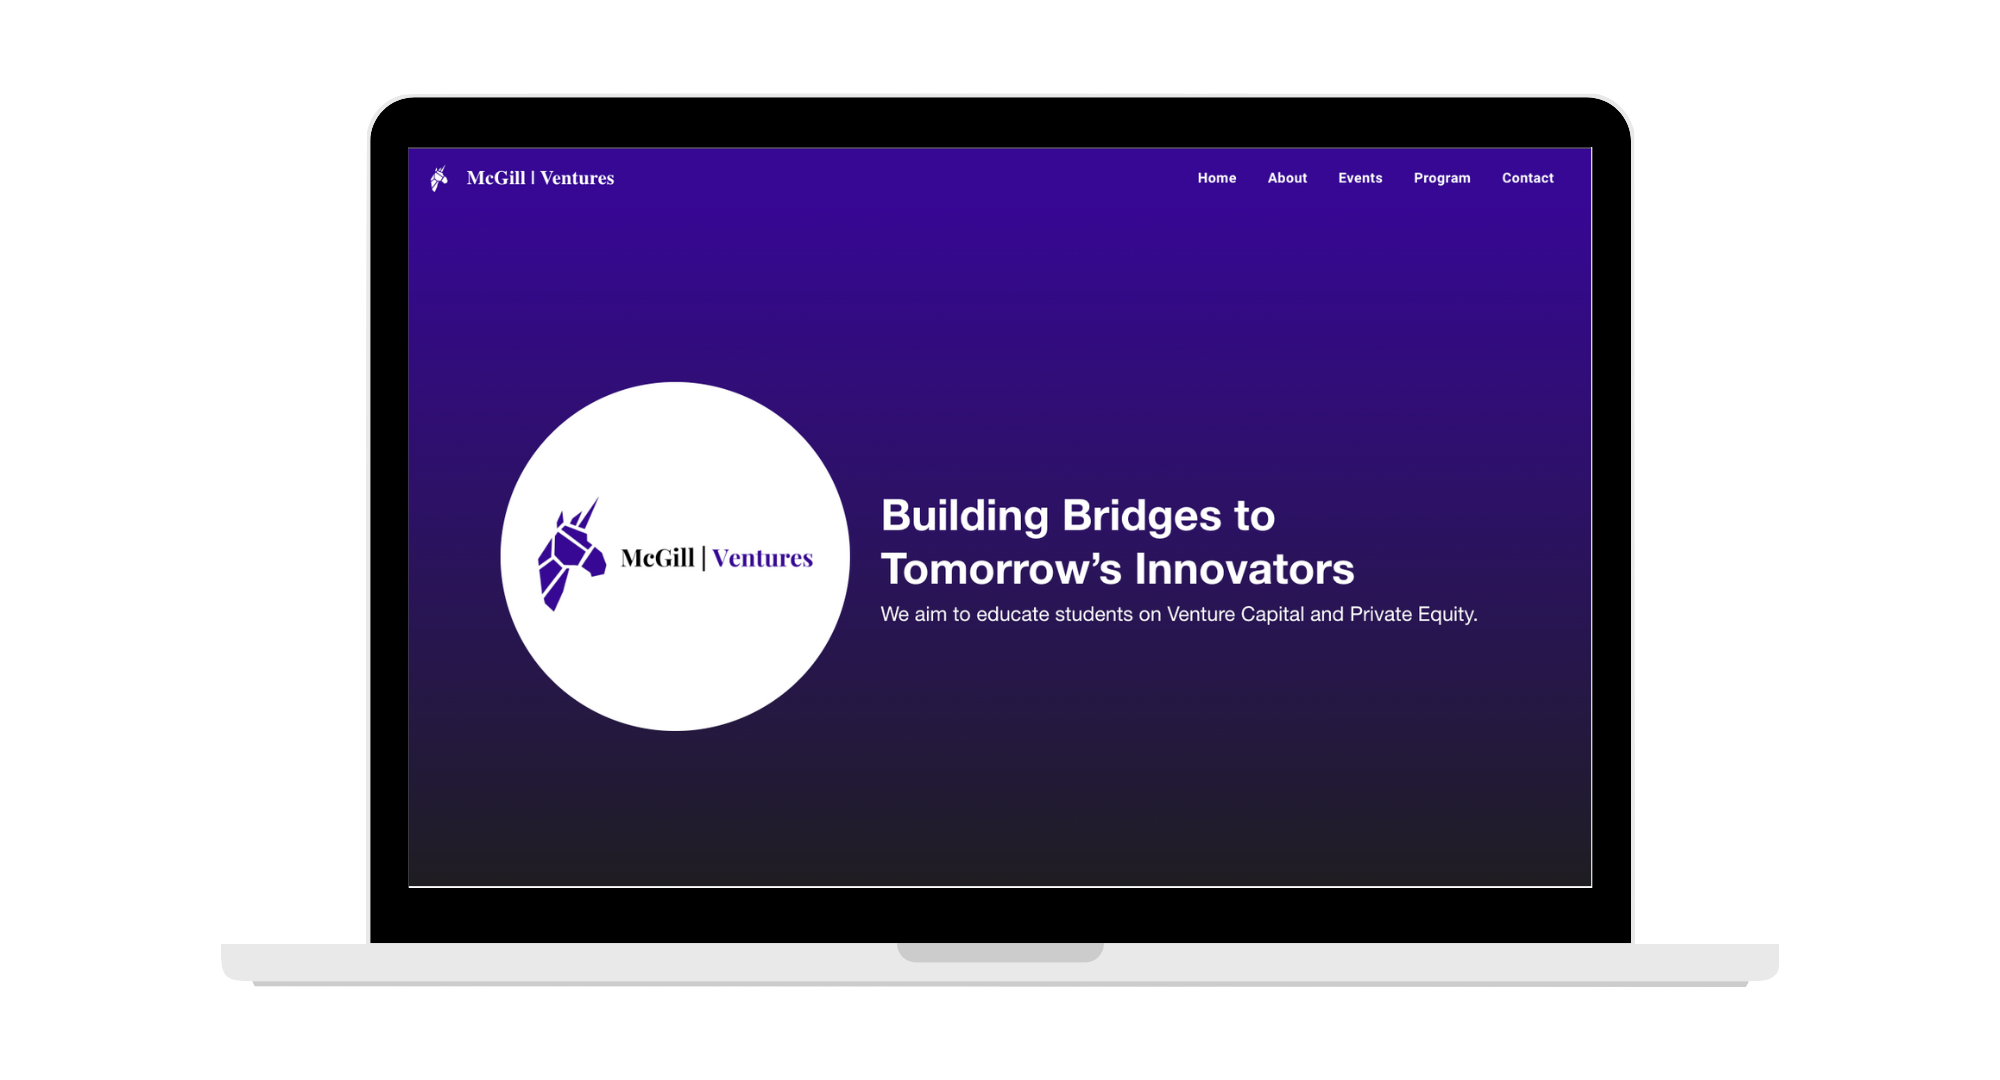 McGill | Ventures
Home About Events Program Contact
McGill | Ventures
Building Bridges to
Tomorrow’s Innovators
We aim to educate students on Venture Capital and Private Equity.